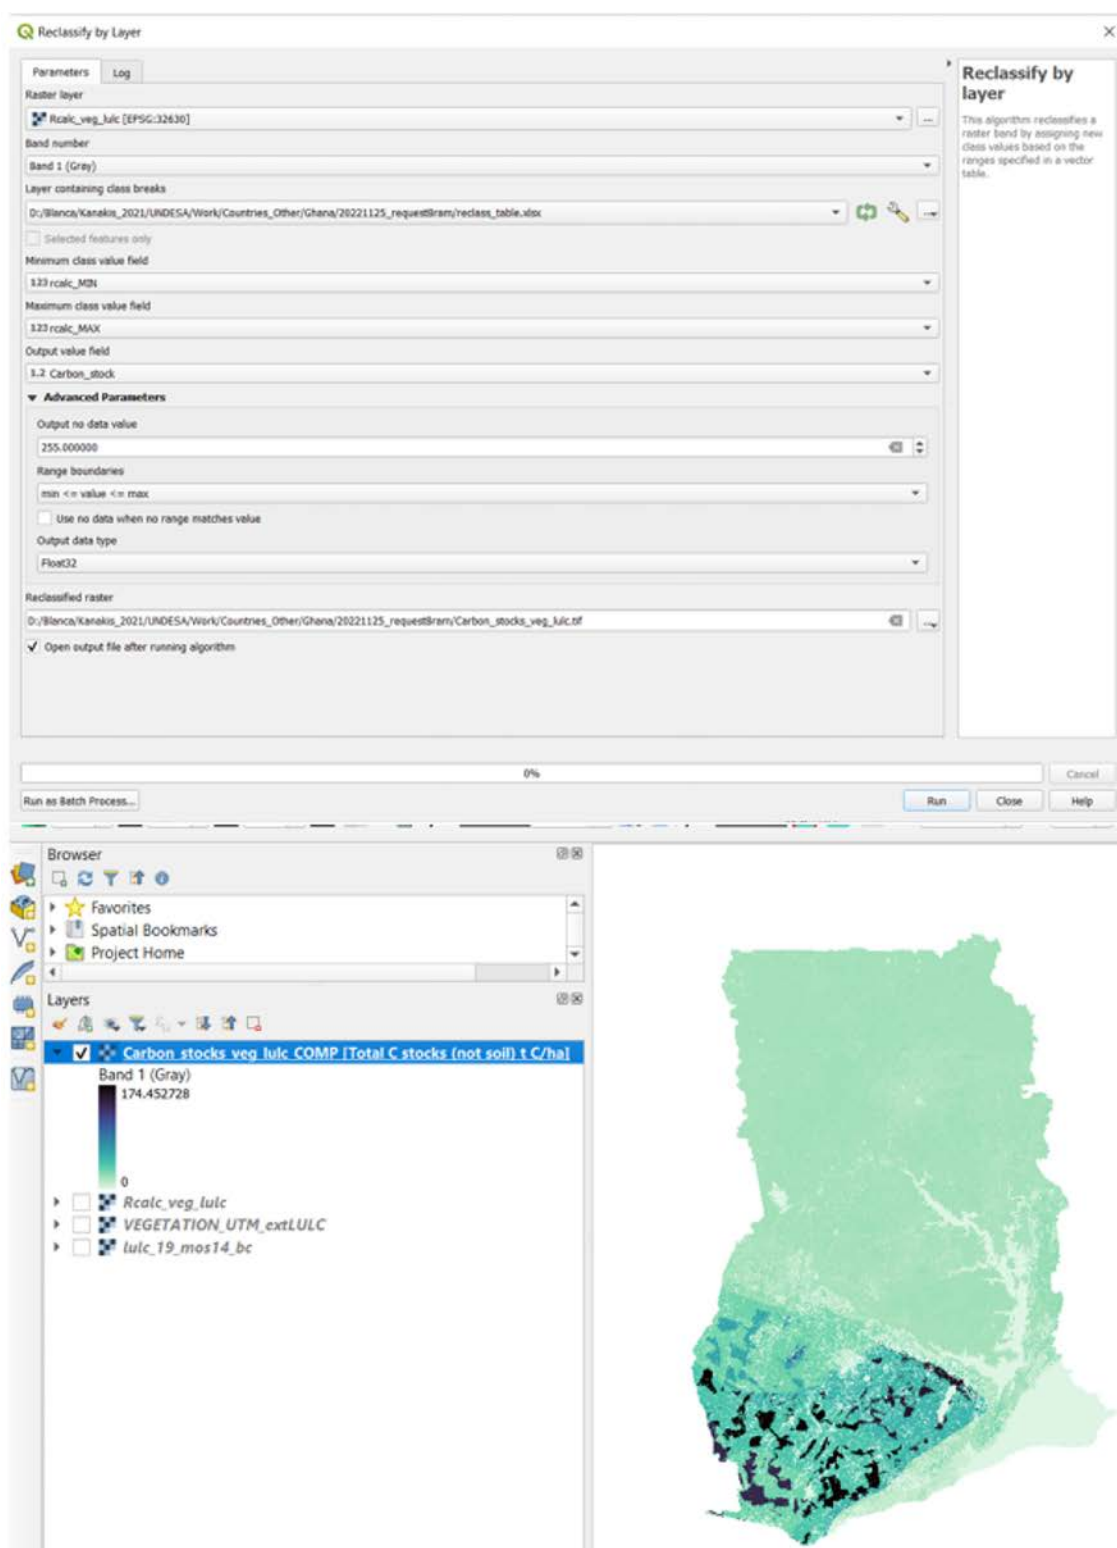 Reclassify by Layer
Parameters Log
Raster layer
Rcalc_veg_lulc [EPSG:32630]
Band number
Band 1 (Gray)
Layer containing class breaks
D:/Blanca/Kanakis_2021/UNDESA/Work/Countries_Other/Ghana/20221125_requestBram/reclass_table.xlsx
Selected features only
Minimum class value field
123 rcalc_MIN
Maximum class value field
123 rcalc_MAX
Output value field
1.2 Carbon_stock
Advanced Parameters
Output no data value
255.000000
Range boundaries
min <= value <= max
Use no data when no range matches value
Output data type
Float32
Reclassified raster
D:/Blanca/Kanakis_2021/UNDESA/Work/Countries_Other/Ghana/20221125_requestBram/Carbon_stocks_veg_lulc.tif
Open output file after running algorithm
Reclassify by
layer
This algorithm reclassifies a
raster band by assigning new
class values based on the
ranges specified in a vector
table.
0%
Cancel
Run as Batch Process...
Run Close Help
Browser
Favorites
Spatial Bookmarks
Project Home
Layers
Carbon_stocks_veg_lulc_COMP [Total C stocks (not soil) t C/ha]
Band 1 (Gray)
174.452728
0
Rcalc_veg_lulc
VEGETATION_UTM_extLULC
lulc_19_mos14_bc